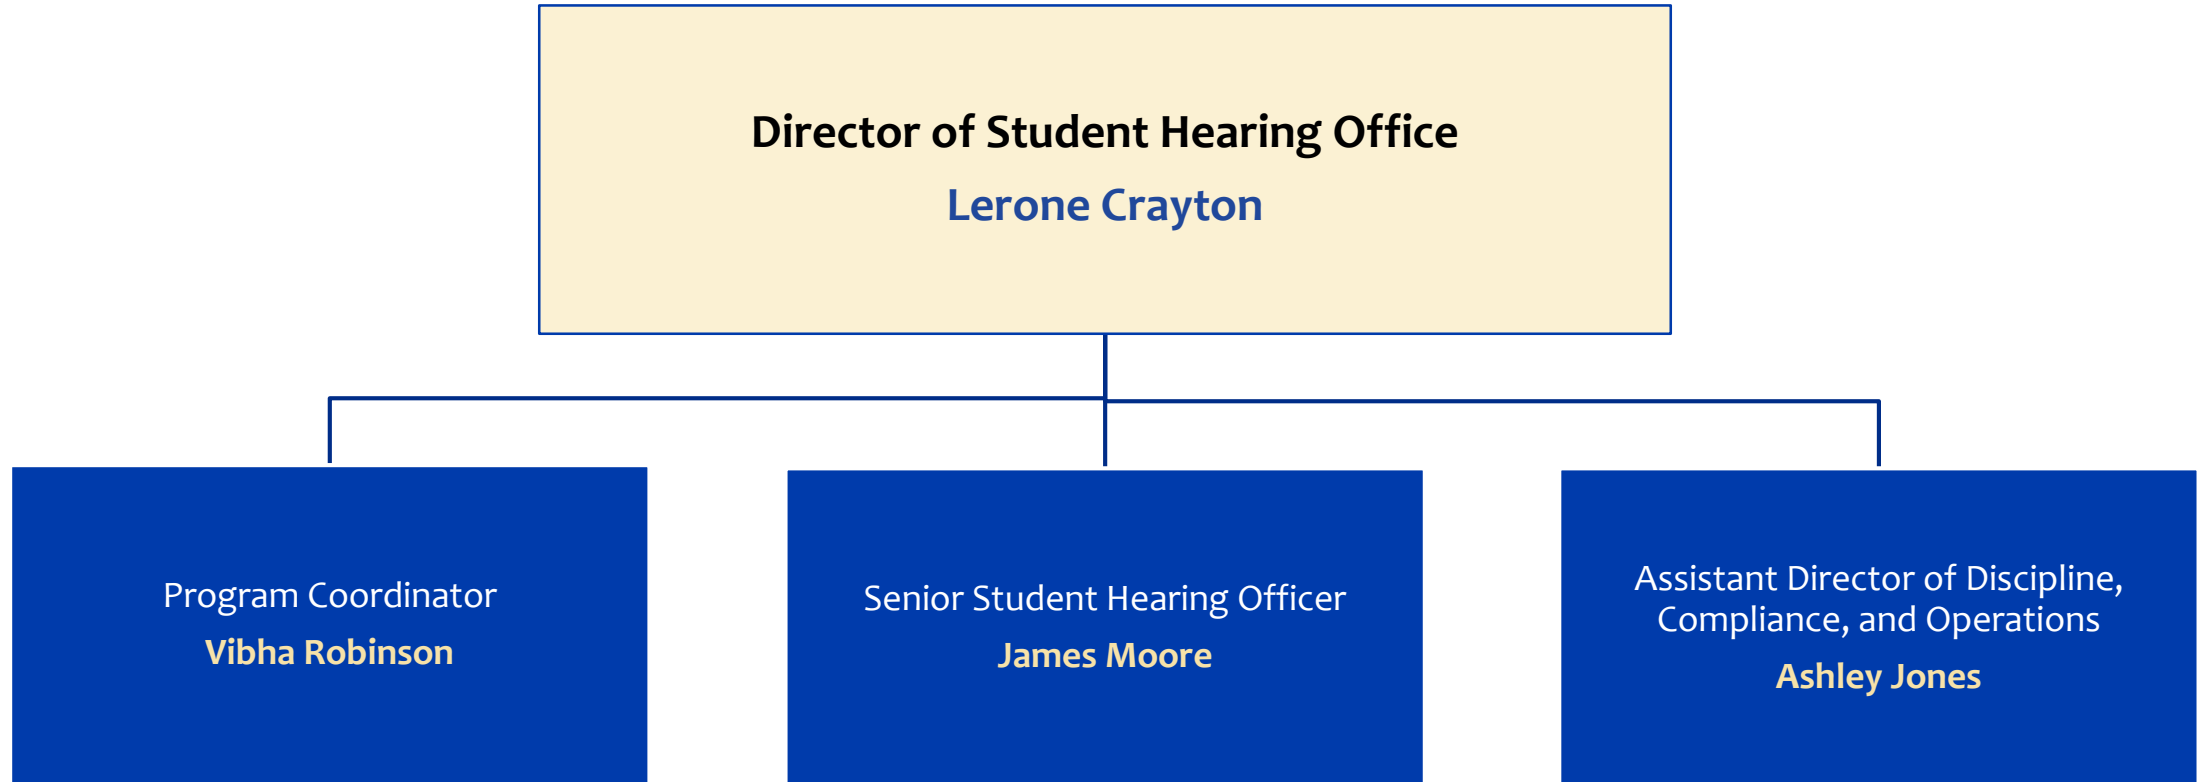 Director of Student Hearing Office
Lerone Crayton
Program Coordinator
Vibha Robinson
Senior Student Hearing Officer
James Moore
Assistant Director of Discipline,
Compliance, and Operations
Ashley Jones